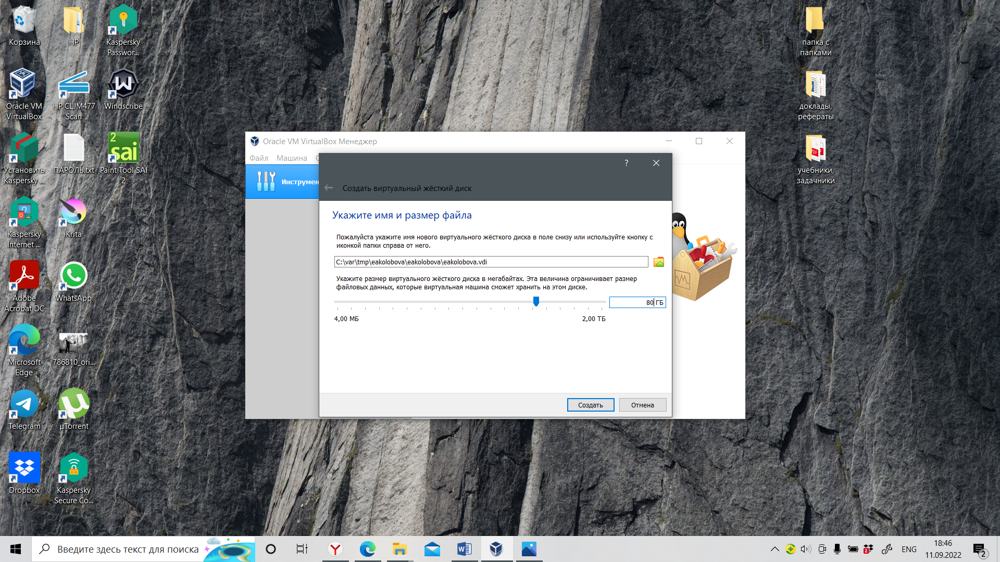 Корзина
HP
Kaspersky
Passwor...
Oracle VM
VirtualBox
HP CLJM477
Scan
Windscribe
Установить
Kaspersky ...
ПАРОЛЬ.txt
2
sai
Paint Tool SAI
2
Kaspersky
Internet ...
Krita
Adobe
Acrobat DC
WhatsApp
Microsoft
Edge
786810_ori...
Telegram
µTorrent
Dropbox
Kaspersky
Secure Co...
папка с
папками
доклады,
рефераты
учебники,
задачники
Oracle VM VirtualBox Менеджер
Файл Машина
Инструмен
?
Создать виртуальный жёсткий диск
Укажите имя и размер файла
Пожалуйста укажите имя нового виртуального жёсткого диска в поле снизу или используйте кнопку с
иконкой папки справа от него.
C:\var\tmp\eakolobova\eakolobova\eakolobova.vdi
Укажите размер виртуального жёсткого диска в мегабайтах. Эта величина ограничивает размер
файловых данных, которые виртуальная машина сможет хранить на этом диске.
80 ГБ
4,00 МБ 2,00 ТБ
Создать Отмена
Введите здесь текст для поиска
ENG
18:46
11.09.2022
2